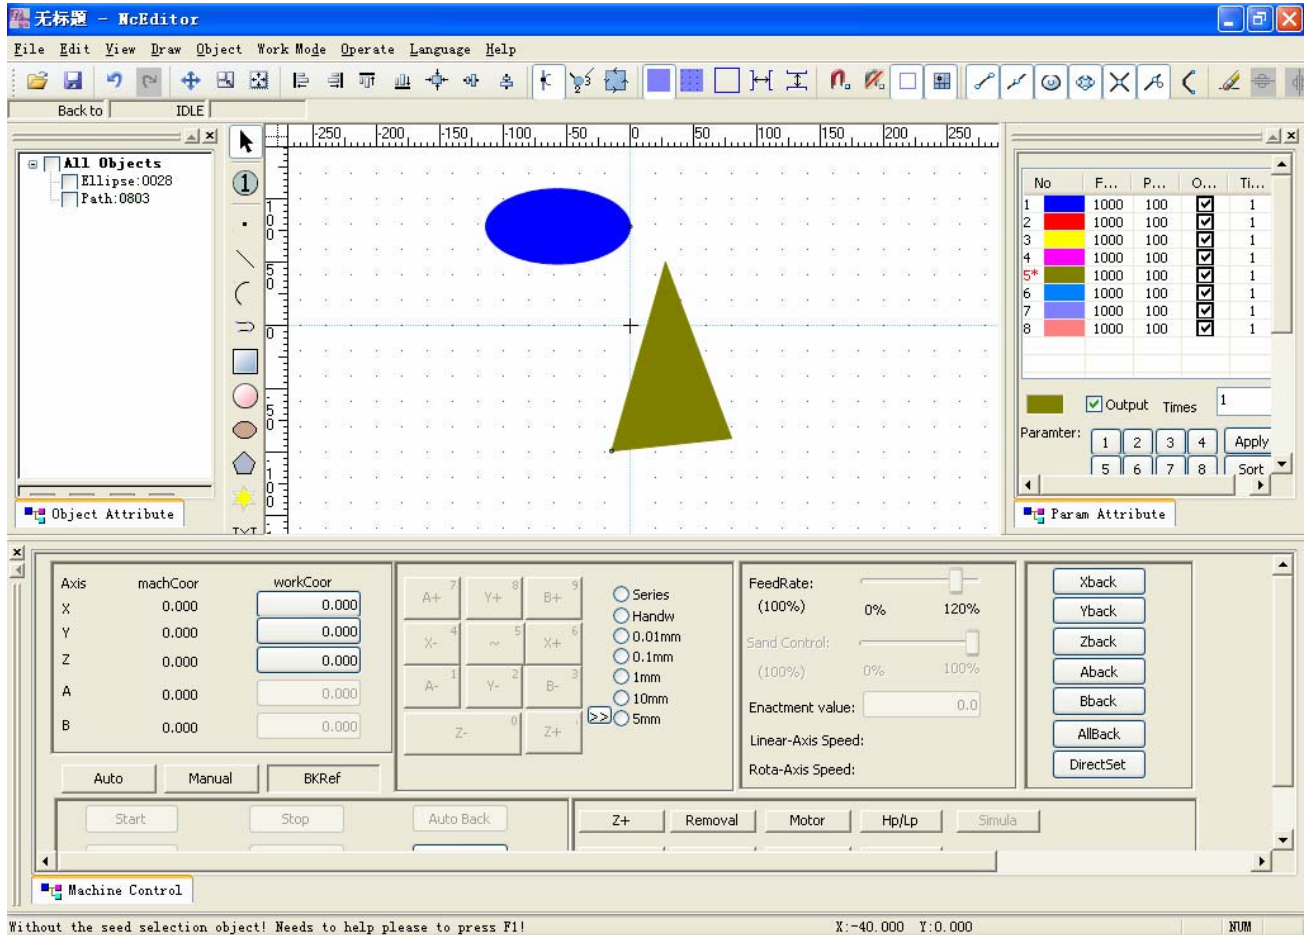 无标题 - NcEditor
File Edit View Draw Object Work Mode Operate Language Help
Back to IDLE
All Objects
Ellipse:0028
Path:0803
Object Attribute
1
TXT
-250 -200 -150 -100 -50 0 50 100 150 200 250
100
50
0
50
100
No F... P... O... Ti...
1 1000 100 1
2 1000 100 1
3 1000 100 1
4 1000 100 1
5* 1000 100 1
6 1000 100 1
7 1000 100 1
8 1000 100 1
Output Times 1
Paramter: 1 2 3 4 Apply
5 6 7 8 Sort
Param Attribute
Axis machCoor workCoor
X 0.000 0.000
Y 0.000 0.000
Z 0.000 0.000
A 0.000 0.000
B 0.000 0.000
Auto Manual BKRef
A+ 7 Y+ 8 B+ 9
X- 4 ~ 5 X+ 6
A- 1 Y- 2 B- 3
Z- 0 Z+ .
Series
Handw
0.01mm
0.1mm
1mm
10mm
>> 5mm
FeedRate:
(100%) 0% 120%
Sand Control:
(100%) 0% 100%
Enactment value: 0.0
Linear-Axis Speed:
Rota-Axis Speed:
Xback
Yback
Zback
Aback
Bback
AllBack
DirectSet
Start Stop Auto Back
Z+ Removal Motor Hp/Lp Simula
Machine Control
Without the seed selection object! Needs to help please to press F1! X:-40.000 Y:0.000 NUM